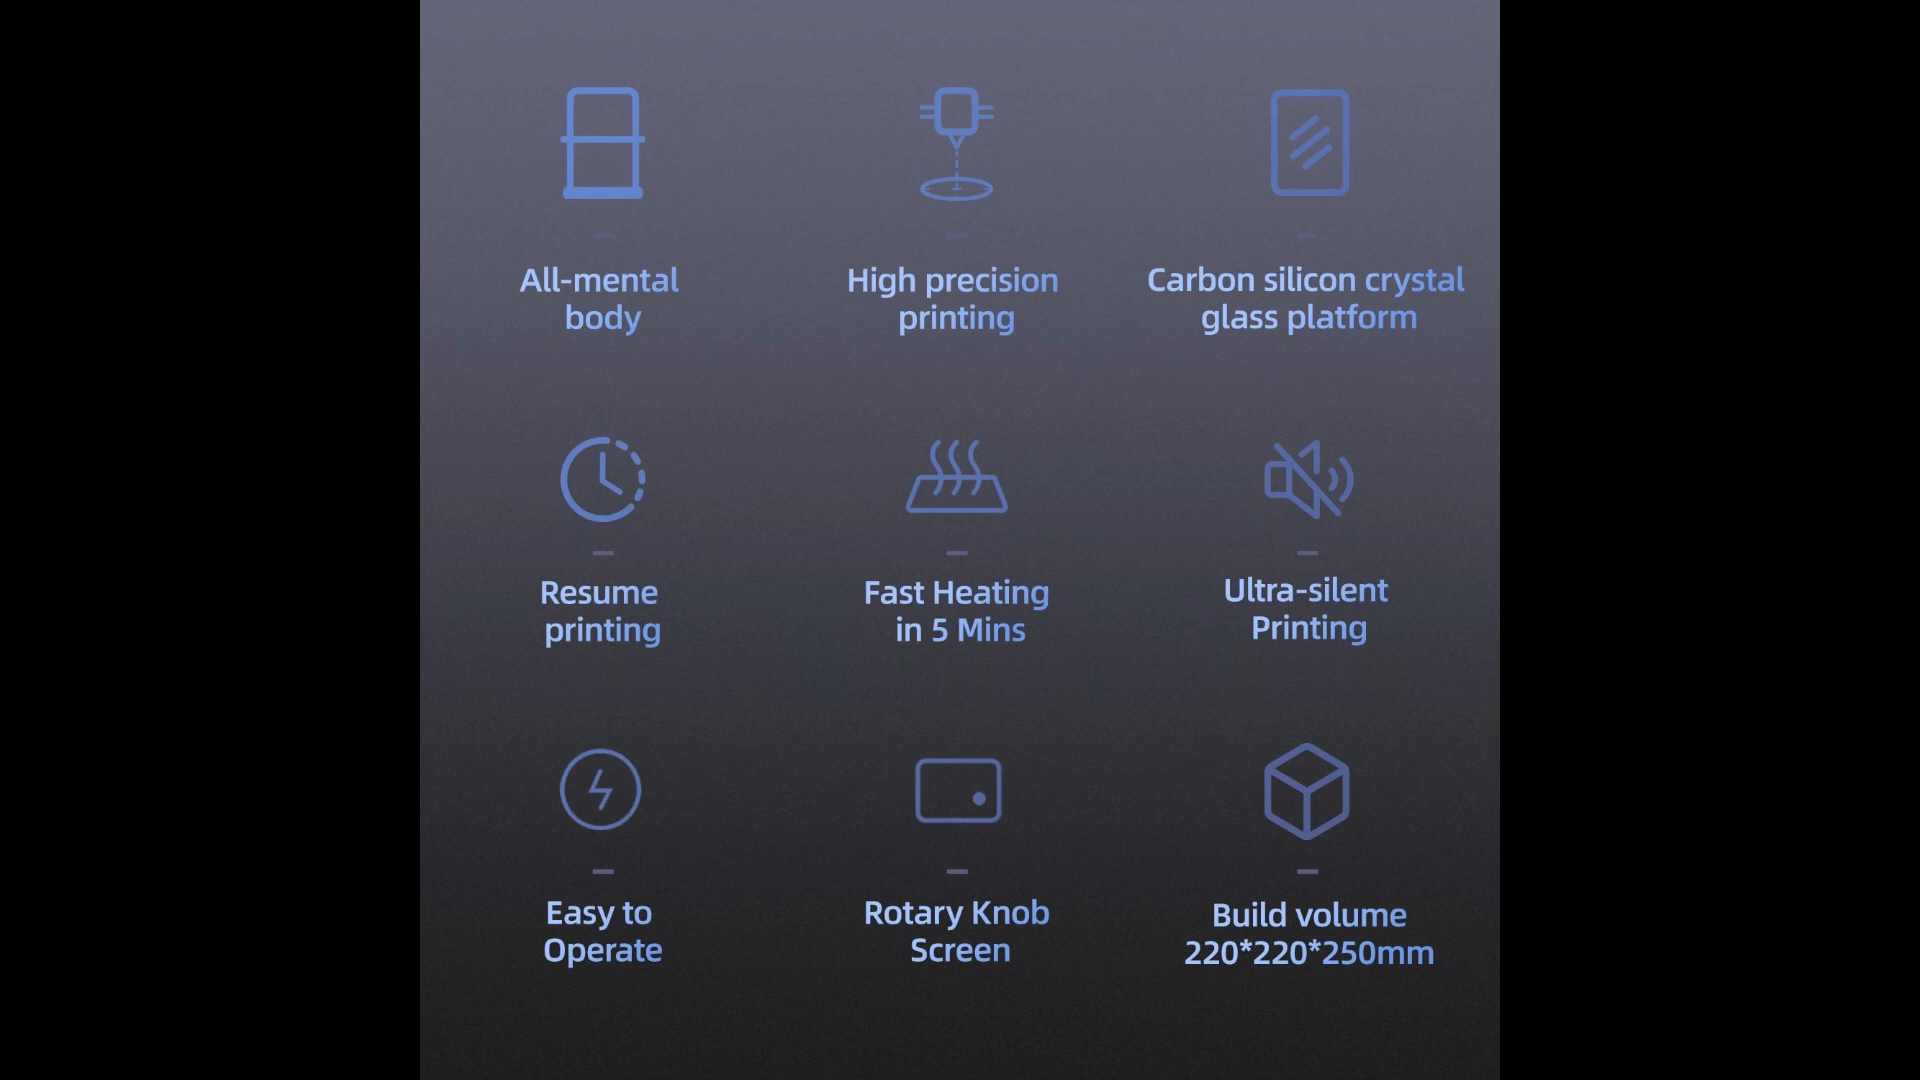 All-mental
body
High precision
printing
Carbon silicon crystal
glass platform
Resume
printing
Fast Heating
in 5 Mins
Ultra-silent
Printing
Easy to
Operate
Rotary Knob
Screen
Build volume
220*220*250mm